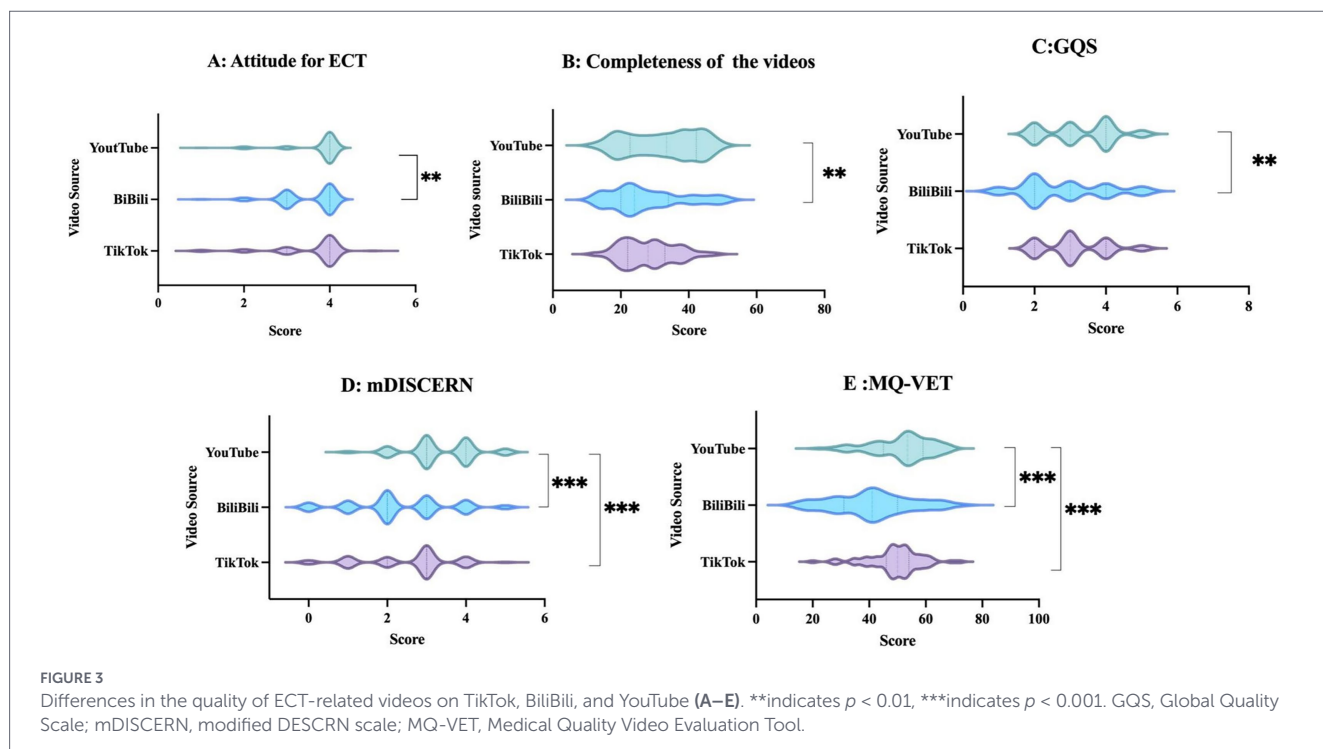 A: Attitude for ECT
Video Source
YoutTube
BiBili
TikTok
**
0 2 4 6
Score
B: Completeness of the videos
Video source
YouTube
BiliBili
TikTok
**
0 20 40 60 80
Score
C:GQS
Video Source
YouTube
BiliBili
TikTok
**
0 2 4 6 8
Score
D: mDISCERN
Video Source
YouTube
BiliBili
TikTok
***
***
0 2 4 6
Score
E :MQ-VET
Video Source
YouTube
BiliBili
TikTok
***
***
0 20 40 60 80 100
Score
FIGURE 3
Differences in the quality of ECT-related videos on TikTok, BiliBili, and YouTube (A–E). **indicates p < 0.01, ***indicates p < 0.001. GQS, Global Quality
Scale; mDISCERN, modified DESCRN scale; MQ-VET, Medical Quality Video Evaluation Tool.